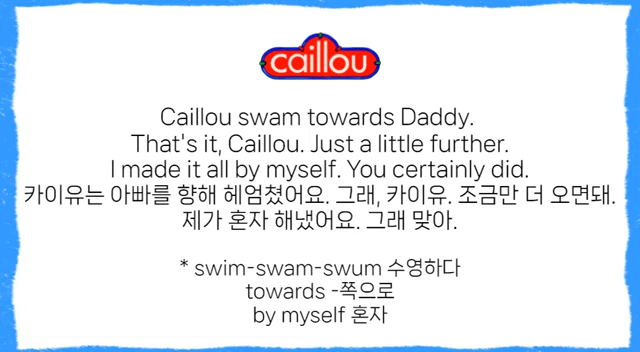 caillou
Caillou swam towards Daddy.
That's it, Caillou. Just a little further.
I made it all by myself. You certainly did.
카이유는 아빠를 향해 헤엄쳤어요. 그래, 카이유. 조금만 더 오면돼.
제가 혼자 해냈어요. 그래 맞아.
* swim-swam-swum 수영하다
towards -쪽으로
by myself 혼자